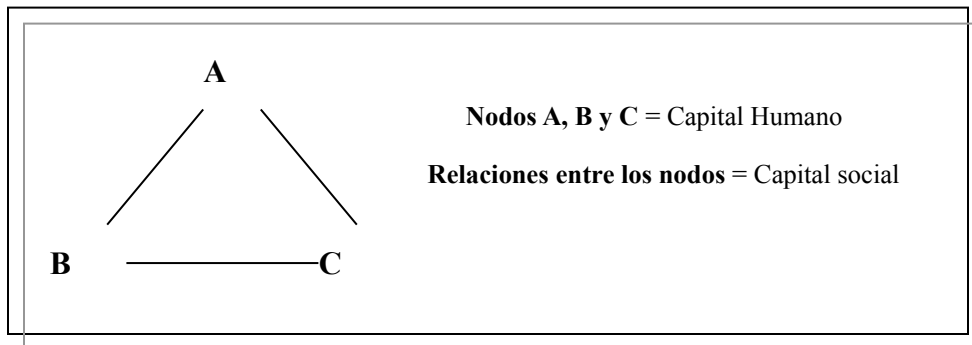 A
Nodos A, B y C = Capital Humano
Relaciones entre los nodos = Capital social
B
C